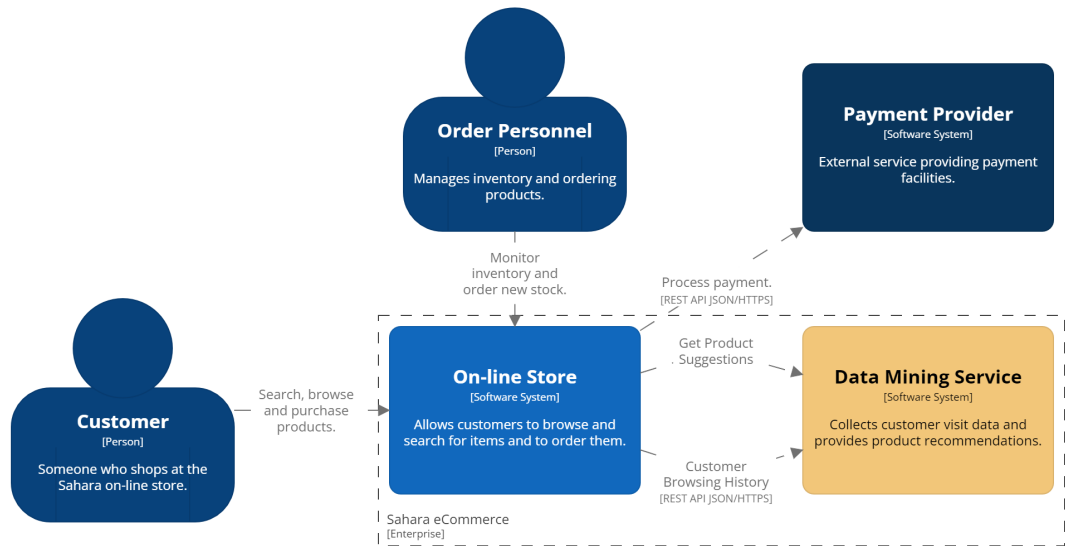 Order Personnel
[Person]
Manages inventory and ordering
products.
Payment Provider
[Software System]
External service providing payment
facilities.
Monitor
inventory and
order new stock.
Process payment.
[REST API JSON/HTTPS]
Customer
[Person]
Someone who shops at the
Sahara on-line store.
Search, browse
and purchase
products.
On-line Store
[Software System]
Allows customers to browse and
search for items and to order them.
Get Product
Suggestions
Customer
Browsing History
[REST API JSON/HTTPS]
Data Mining Service
[Software System]
Collects customer visit data and
provides product recommendations.
Sahara eCommerce
[Enterprise]